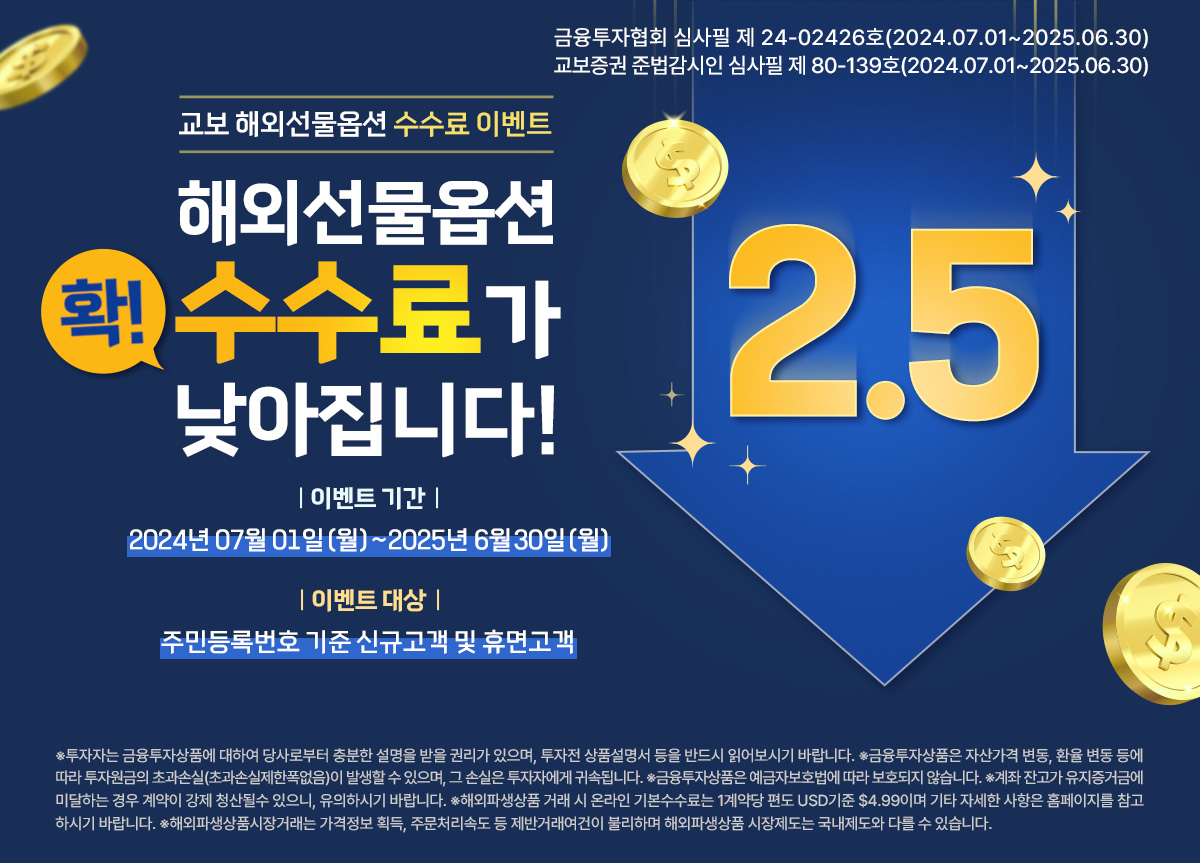 금융투자협회 심사필 제 24-02426호(2024.07.01~2025.06.30)
교보증권 준법감시인 심사필 제 80-139호(2024.07.01~2025.06.30)
교보 해외선물옵션 수수료 이벤트
해외선물옵션
확! 수수료가
낮아집니다!
2.5
| 이벤트 기간 |
2024년 07월 01일(월)~2025년 6월30일(월)
| 이벤트 대상 |
주민등록번호 기준 신규고객 및 휴면고객
※투자자는 금융투자상품에 대하여 당사로부터 충분한 설명을 받을 권리가 있으며, 투자전 상품설명서 등을 반드시 읽어보시기 바랍니다. ※금융투자상품은 자산가격 변동, 환율 변동 등에
따라 투자원금의 초과손실(초과손실제한폭없음)이 발생할 수 있으며, 그 손실은 투자자에게 귀속됩니다. ※금융투자상품은 예금자보호법에 따라 보호되지 않습니다. ※계좌 잔고가 유지증거금에
미달하는 경우 계약이 강제 청산될수 있으니, 유의하시기 바랍니다. ※해외파생상품 거래 시 온라인 기본수수료는 1계약당 편도 USD기준 $4.99이며 기타 자세한 사항은 홈페이지를 참고
하시기 바랍니다. ※해외파생상품시장거래는 가격정보 획득, 주문처리속도 등 제반거래여건이 불리하며 해외파생상품 시장제도는 국내제도와 다를 수 있습니다.